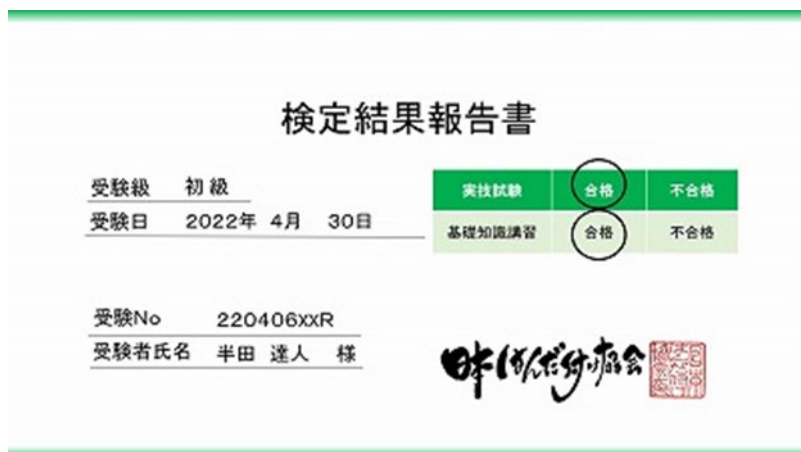 検定結果報告書
受験級 初級
受験日 2022年 4月 30日
実技試験 合格 不合格
基礎知識講習 合格 不合格
受験No 220406xxR
受験者氏名 半田 達人 様
日本はんだ付け協会